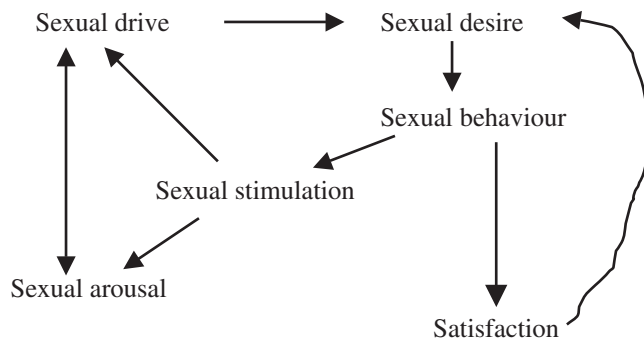 Sexual drive
Sexual desire
Sexual behaviour
Sexual stimulation
Sexual arousal
Satisfaction